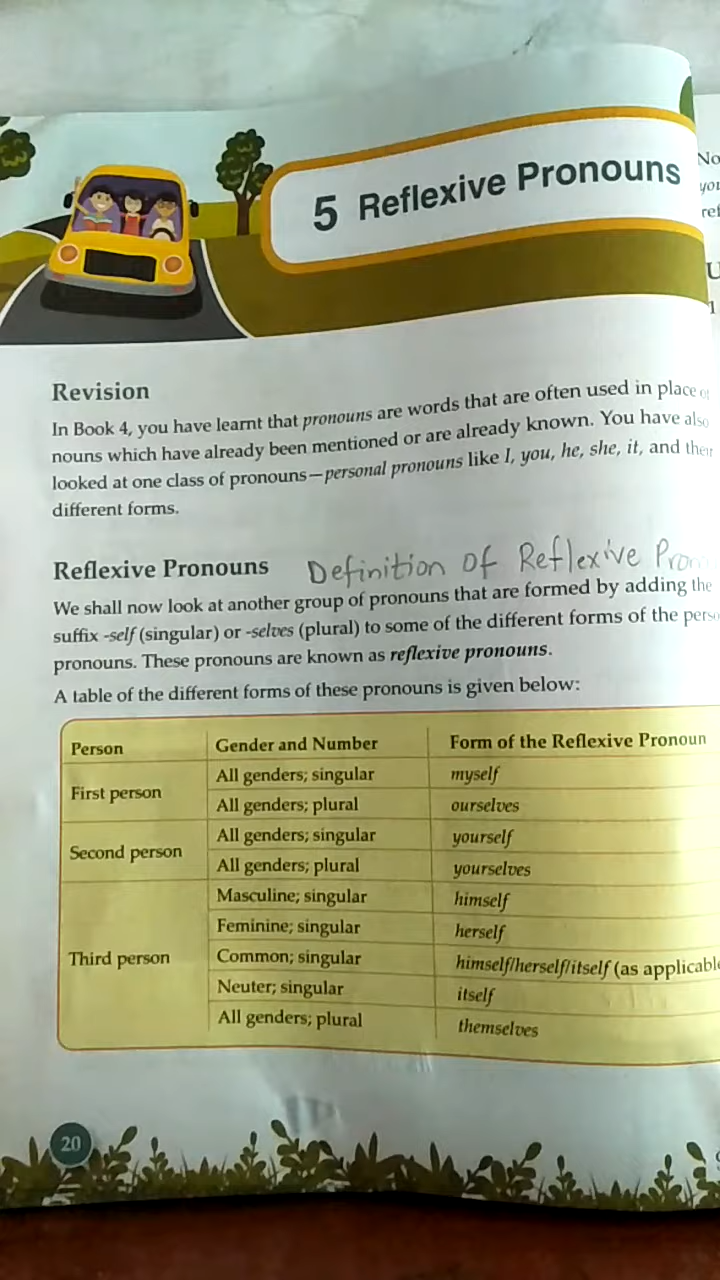 5 Reflexive Pronouns
Revision
In Book 4, you have learnt that pronouns are words that are often used in place
nouns which have already been mentioned or are already known. You have also
looked at one class of pronouns—personal pronouns like I, you, he, she, it, and their
different forms.
Reflexive Pronouns Definition of Reflexive
We shall now look at another group of pronouns that are formed by adding the
suffix -self (singular) or -selves (plural) to some of the different forms of the
pronouns. These pronouns are known as reflexive pronouns.
A table of the different forms of these pronouns is given below:
Person Gender and Number Form of the Reflexive Pronoun
First person All genders; singular myself
All genders; plural ourselves
Second person All genders; singular yourself
All genders; plural yourselves
Third person Masculine; singular himself
Feminine; singular herself
Common; singular himself/herself/itself (as applicable
Neuter; singular itself
All genders; plural themselves
20